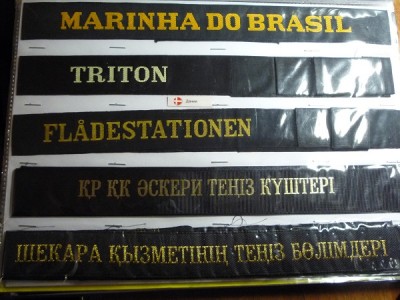 MARINHA DO BRASIL
TRITON
FLÅDESTATIONEN
ҚР ҚК ӘСКЕРИ ТЕҢІЗ КҮШТЕРІ
ШЕКАРА ҚЫЗМЕТІНІҢ ТЕҢІЗ БӨЛІМДЕРІ